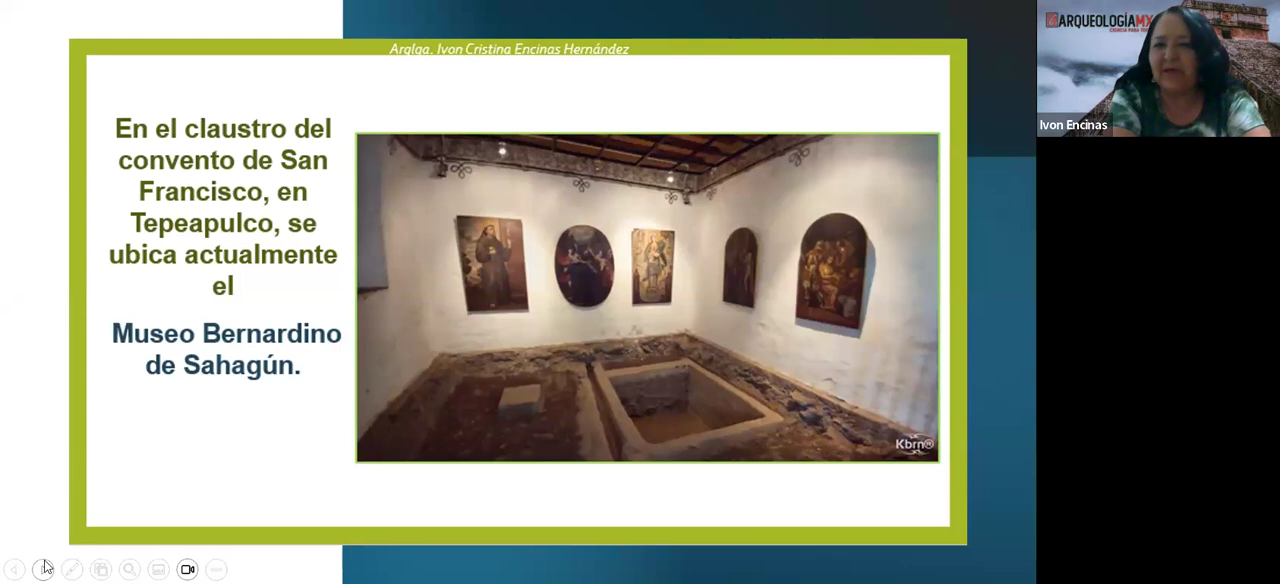 Arqlga. Ivon Cristina Encinas Hernández
En el claustro del
convento de San
Francisco, en
Tepeapulco, se
ubica actualmente
el
Museo Bernardino
de Sahagún.
Kbrn®
ARQUEOLOGÍAMX
Ivon Encinas